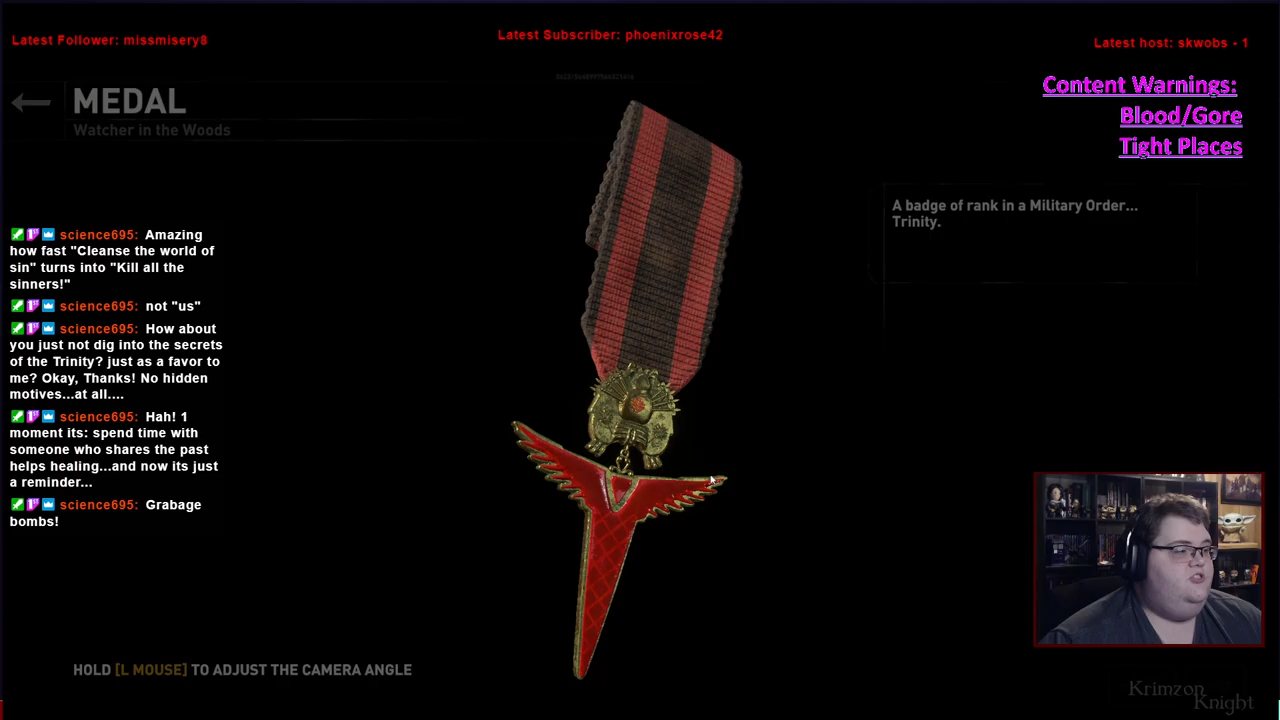 Latest Follower: missmisery8
Latest Subscriber: phoenixrose42
Latest host: skwobs - 1
MEDAL
Watcher in the Woods
Content Warnings:
Blood/Gore
Tight Places
A badge of rank in a Military Order...
Trinity.
science695: Amazing
how fast "Cleanse the world of
sin" turns into "Kill all the
sinners!"
science695: not "us"
science695: How about
you just not dig into the secrets
of the Trinity? just as a favor to
me? Okay, Thanks! No hidden
motives...at all....
science695: Hah! 1
moment its: spend time with
someone who shares the past
helps healing...and now its just
a reminder...
science695: Grabage
bombs!
HOLD [L MOUSE] TO ADJUST THE CAMERA ANGLE
Krimzon
Knight